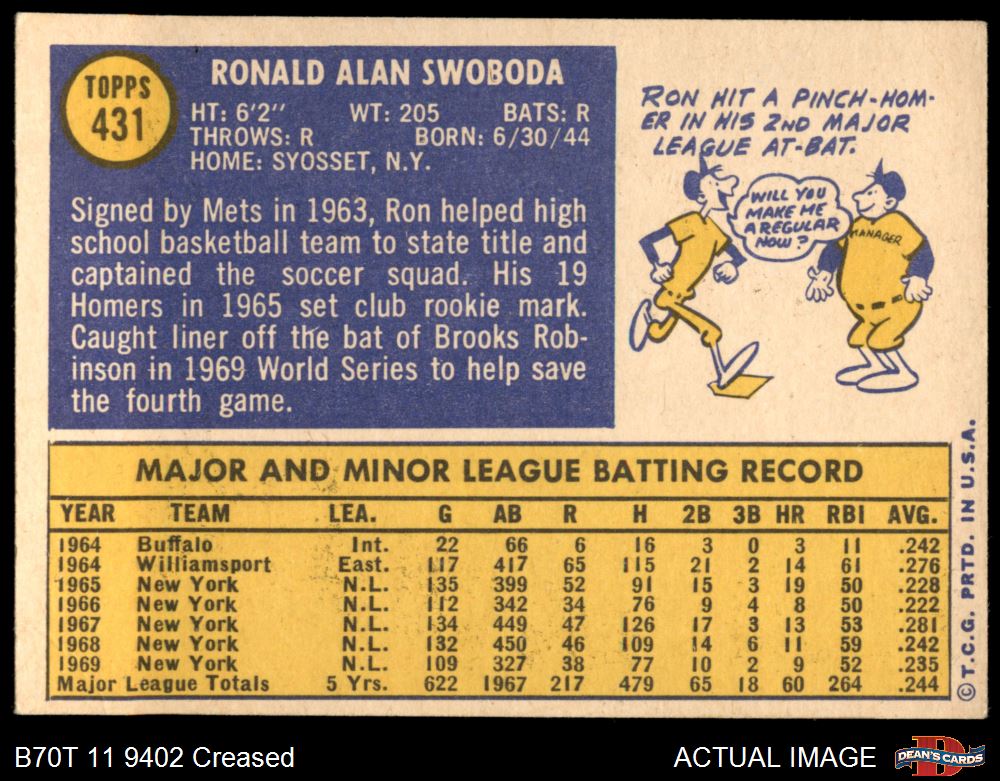 TOPPS
431
RONALD ALAN SWOBODA
HT: 6'2" WT: 205 BATS: R
THROWS: R BORN: 6/30/44
HOME: SYOSSET, N.Y.
Signed by Mets in 1963, Ron helped high
school basketball team to state title and
captained the soccer squad. His 19
Homers in 1965 set club rookie mark.
Caught liner off the bat of Brooks Rob-
inson in 1969 World Series to help save
the fourth game.
RON HIT A PINCH-HOM-
ER IN HIS 2ND MAJOR
LEAGUE AT-BAT.
WILL YOU
MAKE ME
A REGULAR
NOW?
MANAGER
MAJOR AND MINOR LEAGUE BATTING RECORD
YEAR TEAM LEA. G AB R H 2B 3B HR RBI AVG.
1964 Buffalo Int. 22 66 6 16 3 0 3 11 .242
1964 Williamsport East. 117 417 65 115 21 2 14 61 .276
1965 New York N.L. 135 399 52 91 15 3 19 50 .228
1966 New York N.L. 112 342 34 76 9 4 8 50 .222
1967 New York N.L. 134 449 47 126 17 3 13 53 .281
1968 New York N.L. 132 450 46 109 14 6 11 59 .242
1969 New York N.L. 109 327 38 77 10 2 9 52 .235
Major League Totals 5 Yrs. 622 1967 217 479 65 18 60 264 .244
© T.C.G. PRTD. IN U.S.A.
B70T 11 9402 Creased
ACTUAL IMAGE
D
DEAN'S CARDS